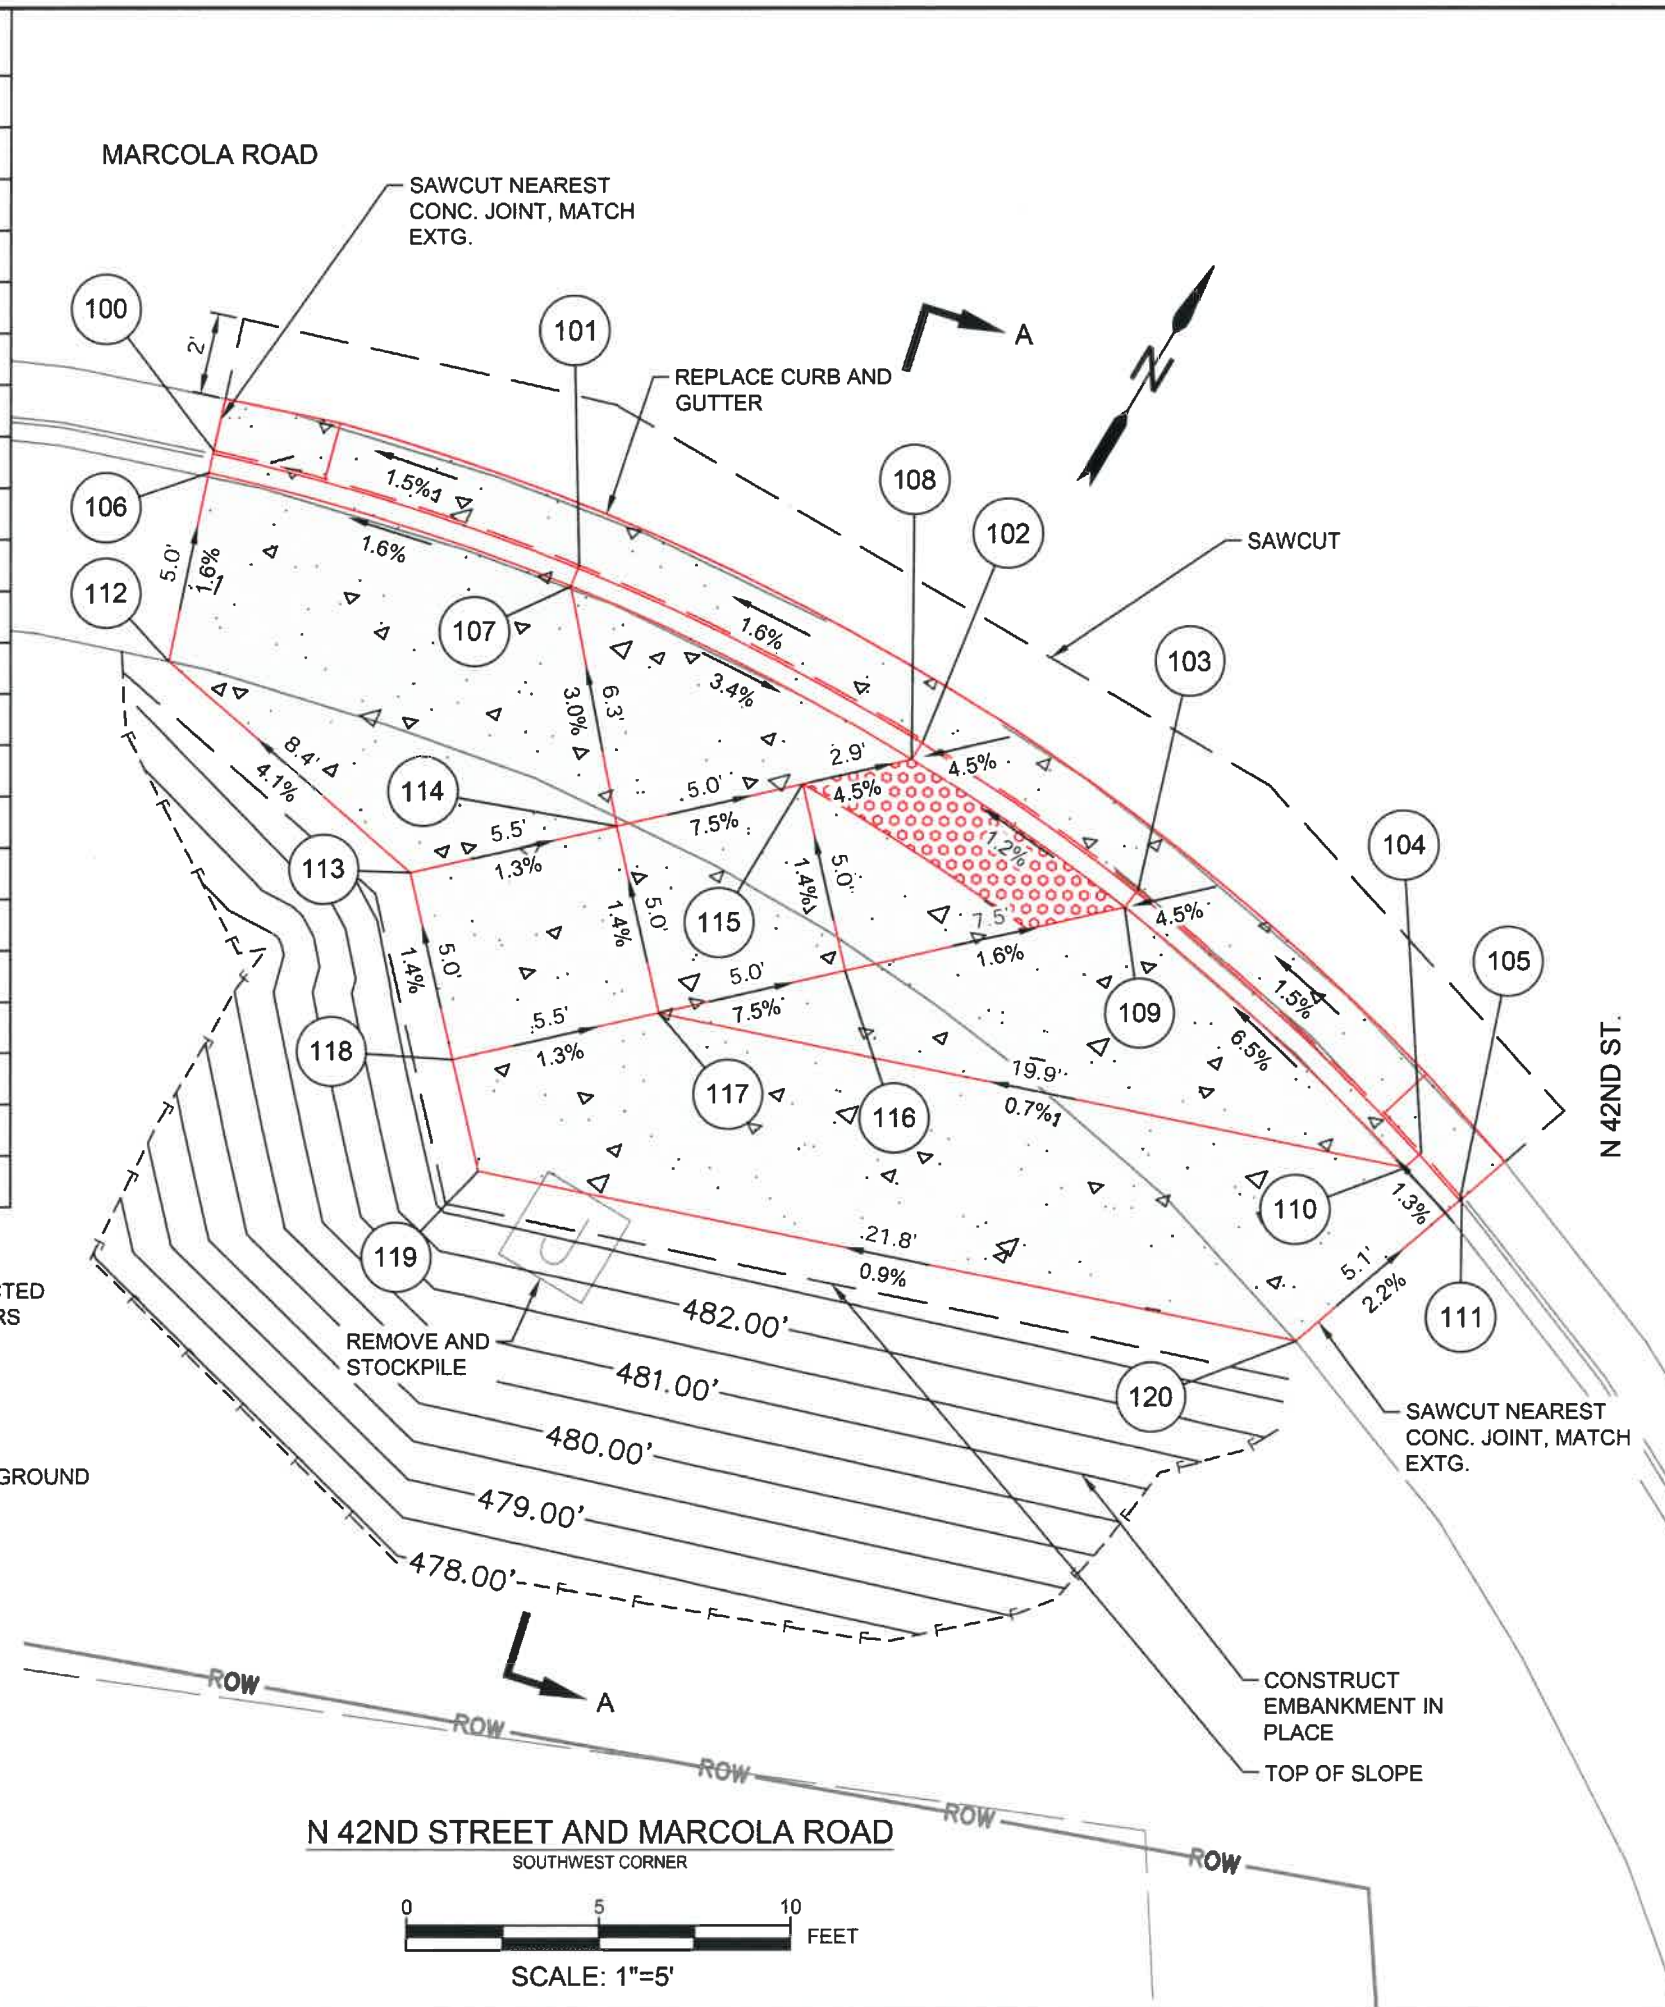 MARCOLA ROAD
SAWCUT NEAREST
CONC. JOINT, MATCH
EXTG.
100
2'
101
A
REPLACE CURB AND
GUTTER
N
108
102
SAWCUT
106
1.5%
1.6%
5.0'
1.6%
112
107
1.6%
103
3.4%
3.0%
6.3'
8.4'
4.1%
114
2.9'
4.5%
4.5%
5.0'
7.5%
5.5'
1.3%
113
1.2%
104
115
1.4%
5.0'
1.4%
5.0'
7.5'
1.6%
4.5%
105
1.4%
5.0'
5.0'
7.5%
109
1.5%
6.5%
118
5.5'
1.3%
117
116
19.9'
0.7%
N 42ND ST.
110
1.3%
119
21.8'
0.9%
5.1'
2.2%
111
CTED
RS
REMOVE AND
STOCKPILE
482.00'
481.00'
480.00'
479.00'
478.00'
120
SAWCUT NEAREST
CONC. JOINT, MATCH
EXTG.
GROUND
A
CONSTRUCT
EMBANKMENT IN
PLACE
TOP OF SLOPE
ROW
ROW
ROW
ROW
ROW
N 42ND STREET AND MARCOLA ROAD
SOUTHWEST CORNER
0 5 10
FEET
SCALE: 1"=5'